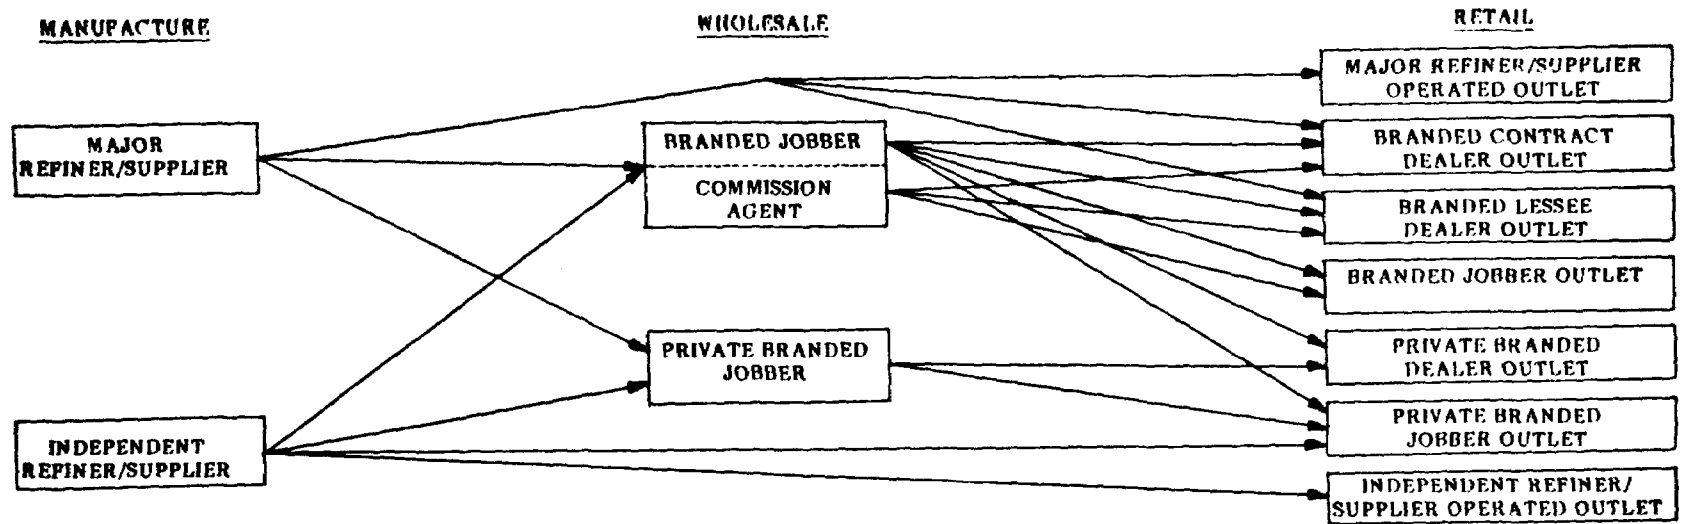 MANUFACTURE
WHOLESALE
RETAIL
MAJOR
REFINER/SUPPLIER
INDEPENDENT
REFINER/SUPPLIER
BRANDED JOBBER
COMMISSION
AGENT
PRIVATE BRANDED
JOBBER
MAJOR REFINER/SUPPLIER
OPERATED OUTLET
BRANDED CONTRACT
DEALER OUTLET
BRANDED LESSEE
DEALER OUTLET
BRANDED JOBBER OUTLET
PRIVATE BRANDED
DEALER OUTLET
PRIVATE BRANDED
JOBBER OUTLET
INDEPENDENT REFINER/
SUPPLIER OPERATED OUTLET